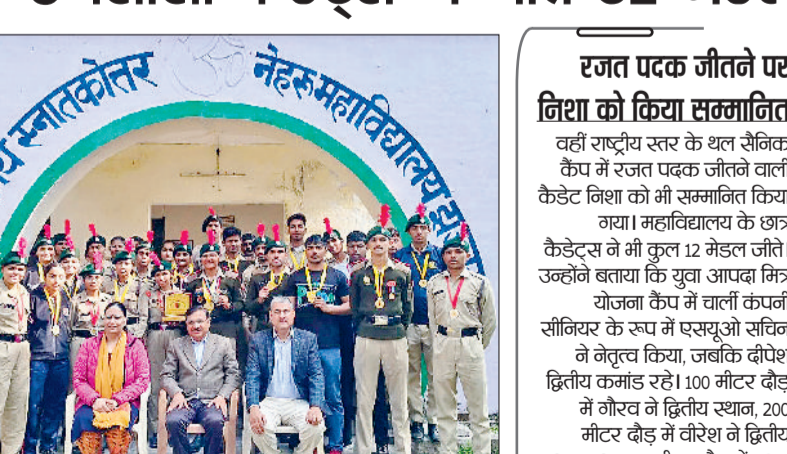 स्नातकोत्तर नेहरू महाविद्यालय
रजत पदक जीतने पर
निशा को किया सम्मानित
वहीं राष्ट्रीय स्तर के थल सैनिक
कैंप में रजत पदक जीतने वाली
कैडेट निशा को भी सम्मानित किया
गया। महाविद्यालय के छात्र
कैडेट्स ने भी कुल 12 मेडल जीते।
उन्होंने बताया कि युवा आपदा मित्र
योजना कैंप में चार्ली कंपनी
सीनियर के रूप में एसयूओ सचिन
ने नेतृत्व किया, जबकि दीपेश
द्वितीय कमांड रहे। 100 मीटर दौड़
में गौरव ने द्वितीय स्थान, 200
मीटर दौड़ में वीरेश ने द्वितीय